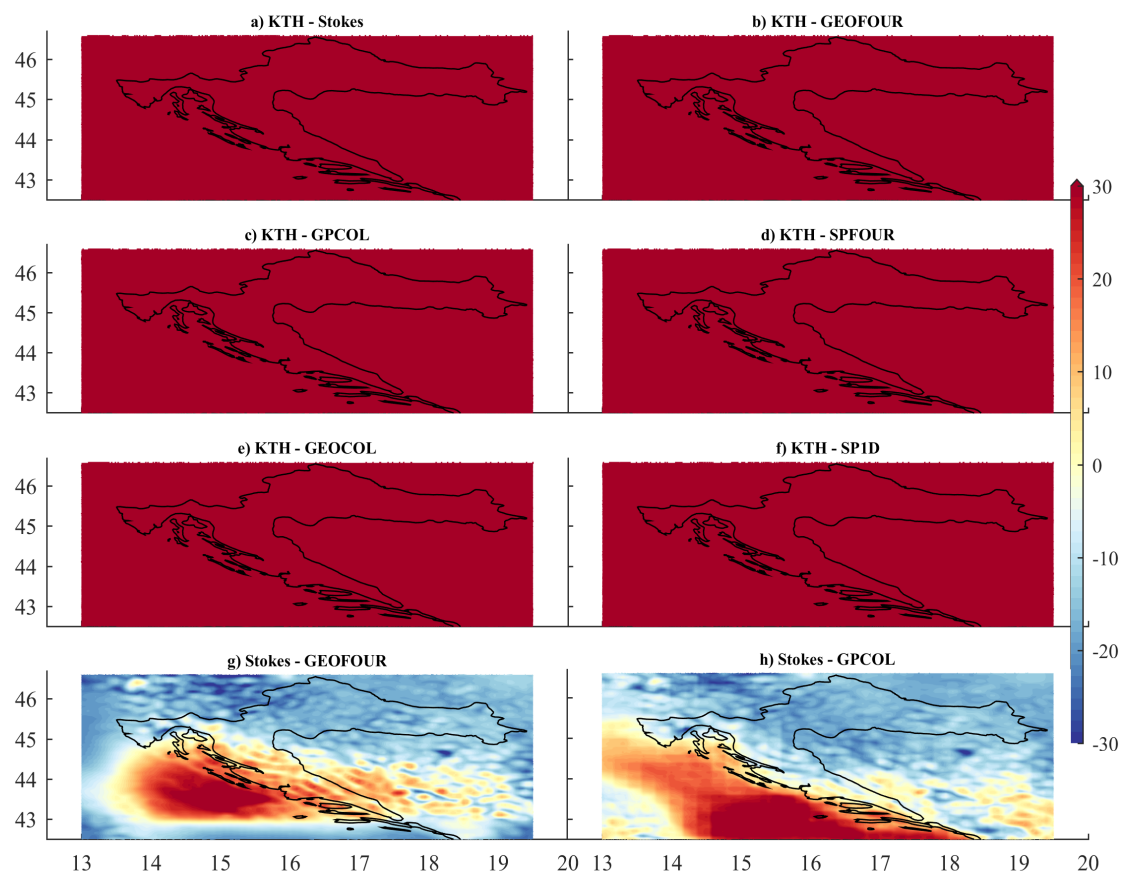 a) KTH - Stokes
b) KTH - GEOFOUR
46
45
44
43
c) KTH - GPCOL
d) KTH - SPFOUR
46
45
44
43
e) KTH - GEOCOL
f) KTH - SP1D
46
45
44
43
g) Stokes - GEOFOUR
h) Stokes - GPCOL
46
45
44
43
13 14 15 16 17 18 19 20
13 14 15 16 17 18 19 20
30
20
10
0
-10
-20
-30